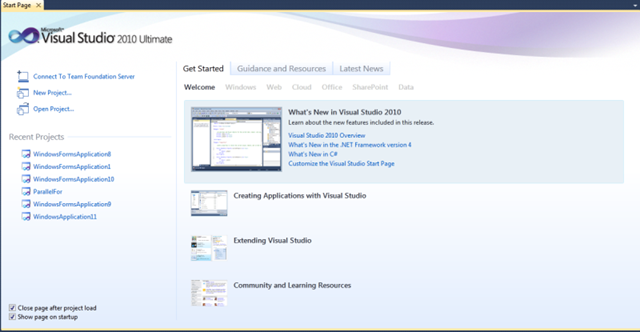 Start Page
Microsoft
Visual Studio 2010 Ultimate
Connect To Team Foundation Server
New Project...
Open Project...
Recent Projects
WindowsFormsApplication8
WindowsFormsApplication1
WindowsFormsApplication10
ParallelFor
WindowsFormsApplication9
WindowsApplication11
Close page after project load
Show page on startup
Get Started Guidance and Resources Latest News
Welcome Windows Web Cloud Office SharePoint Data
What's New in Visual Studio 2010
Learn about the new features included in this release.
Visual Studio 2010 Overview
What's New in the .NET Framework version 4
What's New in C#
Customize the Visual Studio Start Page
Creating Applications with Visual Studio
Extending Visual Studio
Community and Learning Resources